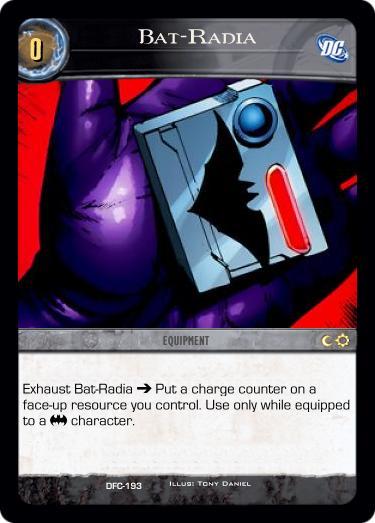 0
BAT-RADIA
DC
EQUIPMENT
Exhaust Bat-Radia ➔ Put a charge counter on a
face-up resource you control. Use only while equipped
to a character.
DFC-193 ILLUS: TONY DANIEL